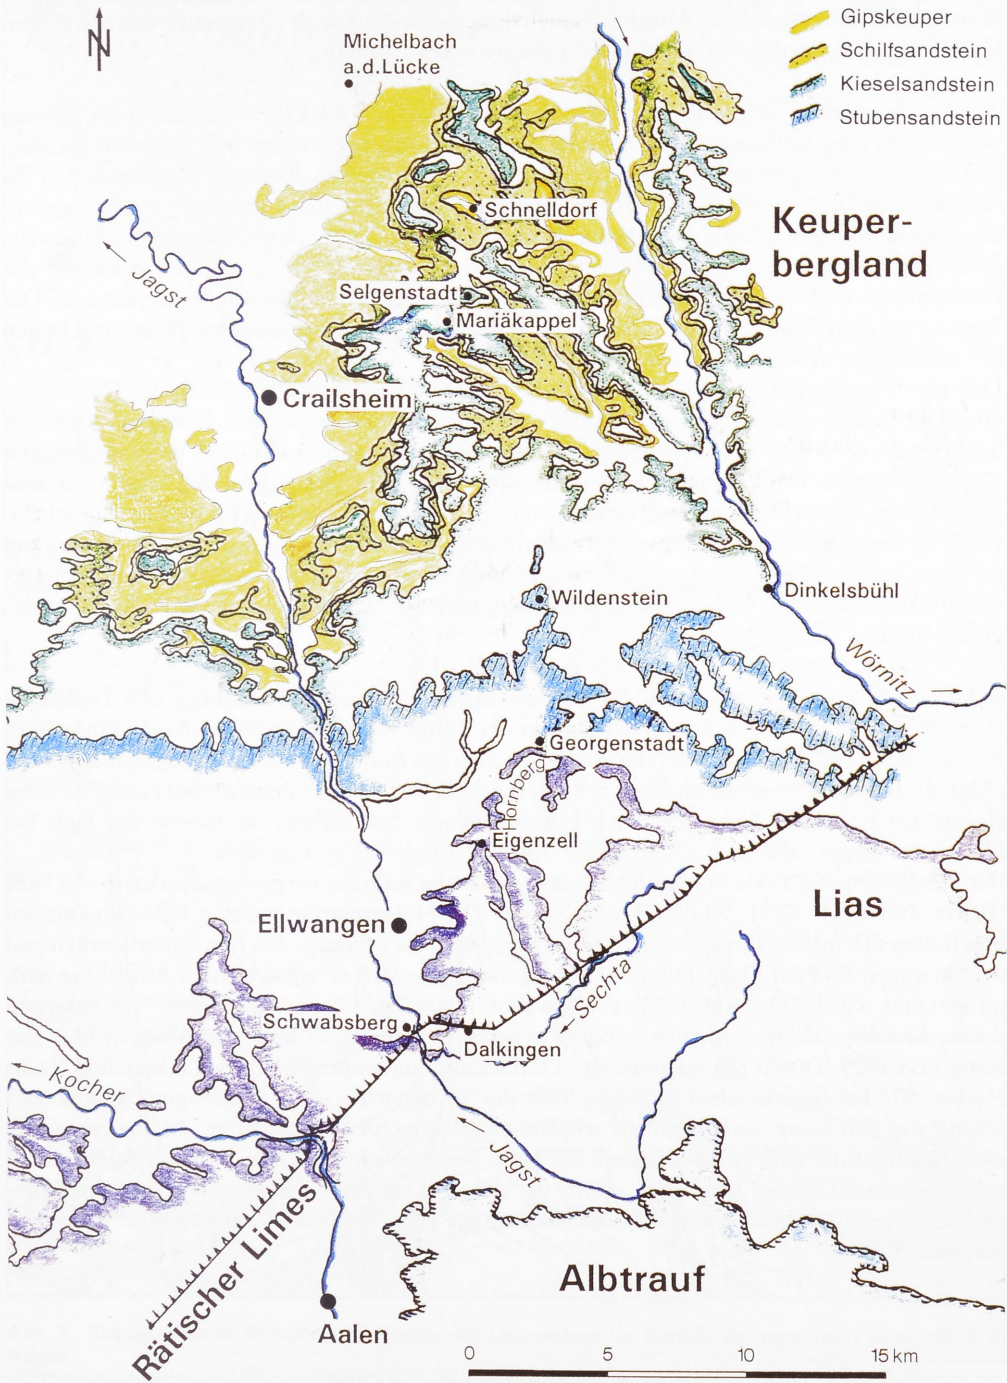 N
Michelbach
a.d.Lücke
Gipskeuper
Schilfsandstein
Kieselsandstein
Stubensandstein
Keuper-
bergland
Schnelldorf
Jagst
Selgenstadt
Mariäkappel
Crailsheim
Dinkelsbühl
Wildenstein
Wörnitz
Georgenstadt
Hornberg
Eigenzell
Lias
Ellwangen
Sechta
Schwabsberg
Dalkingen
Kocher
Jagst
Rätischer Limes
Albtrauf
Aalen
0 5 10 15 km